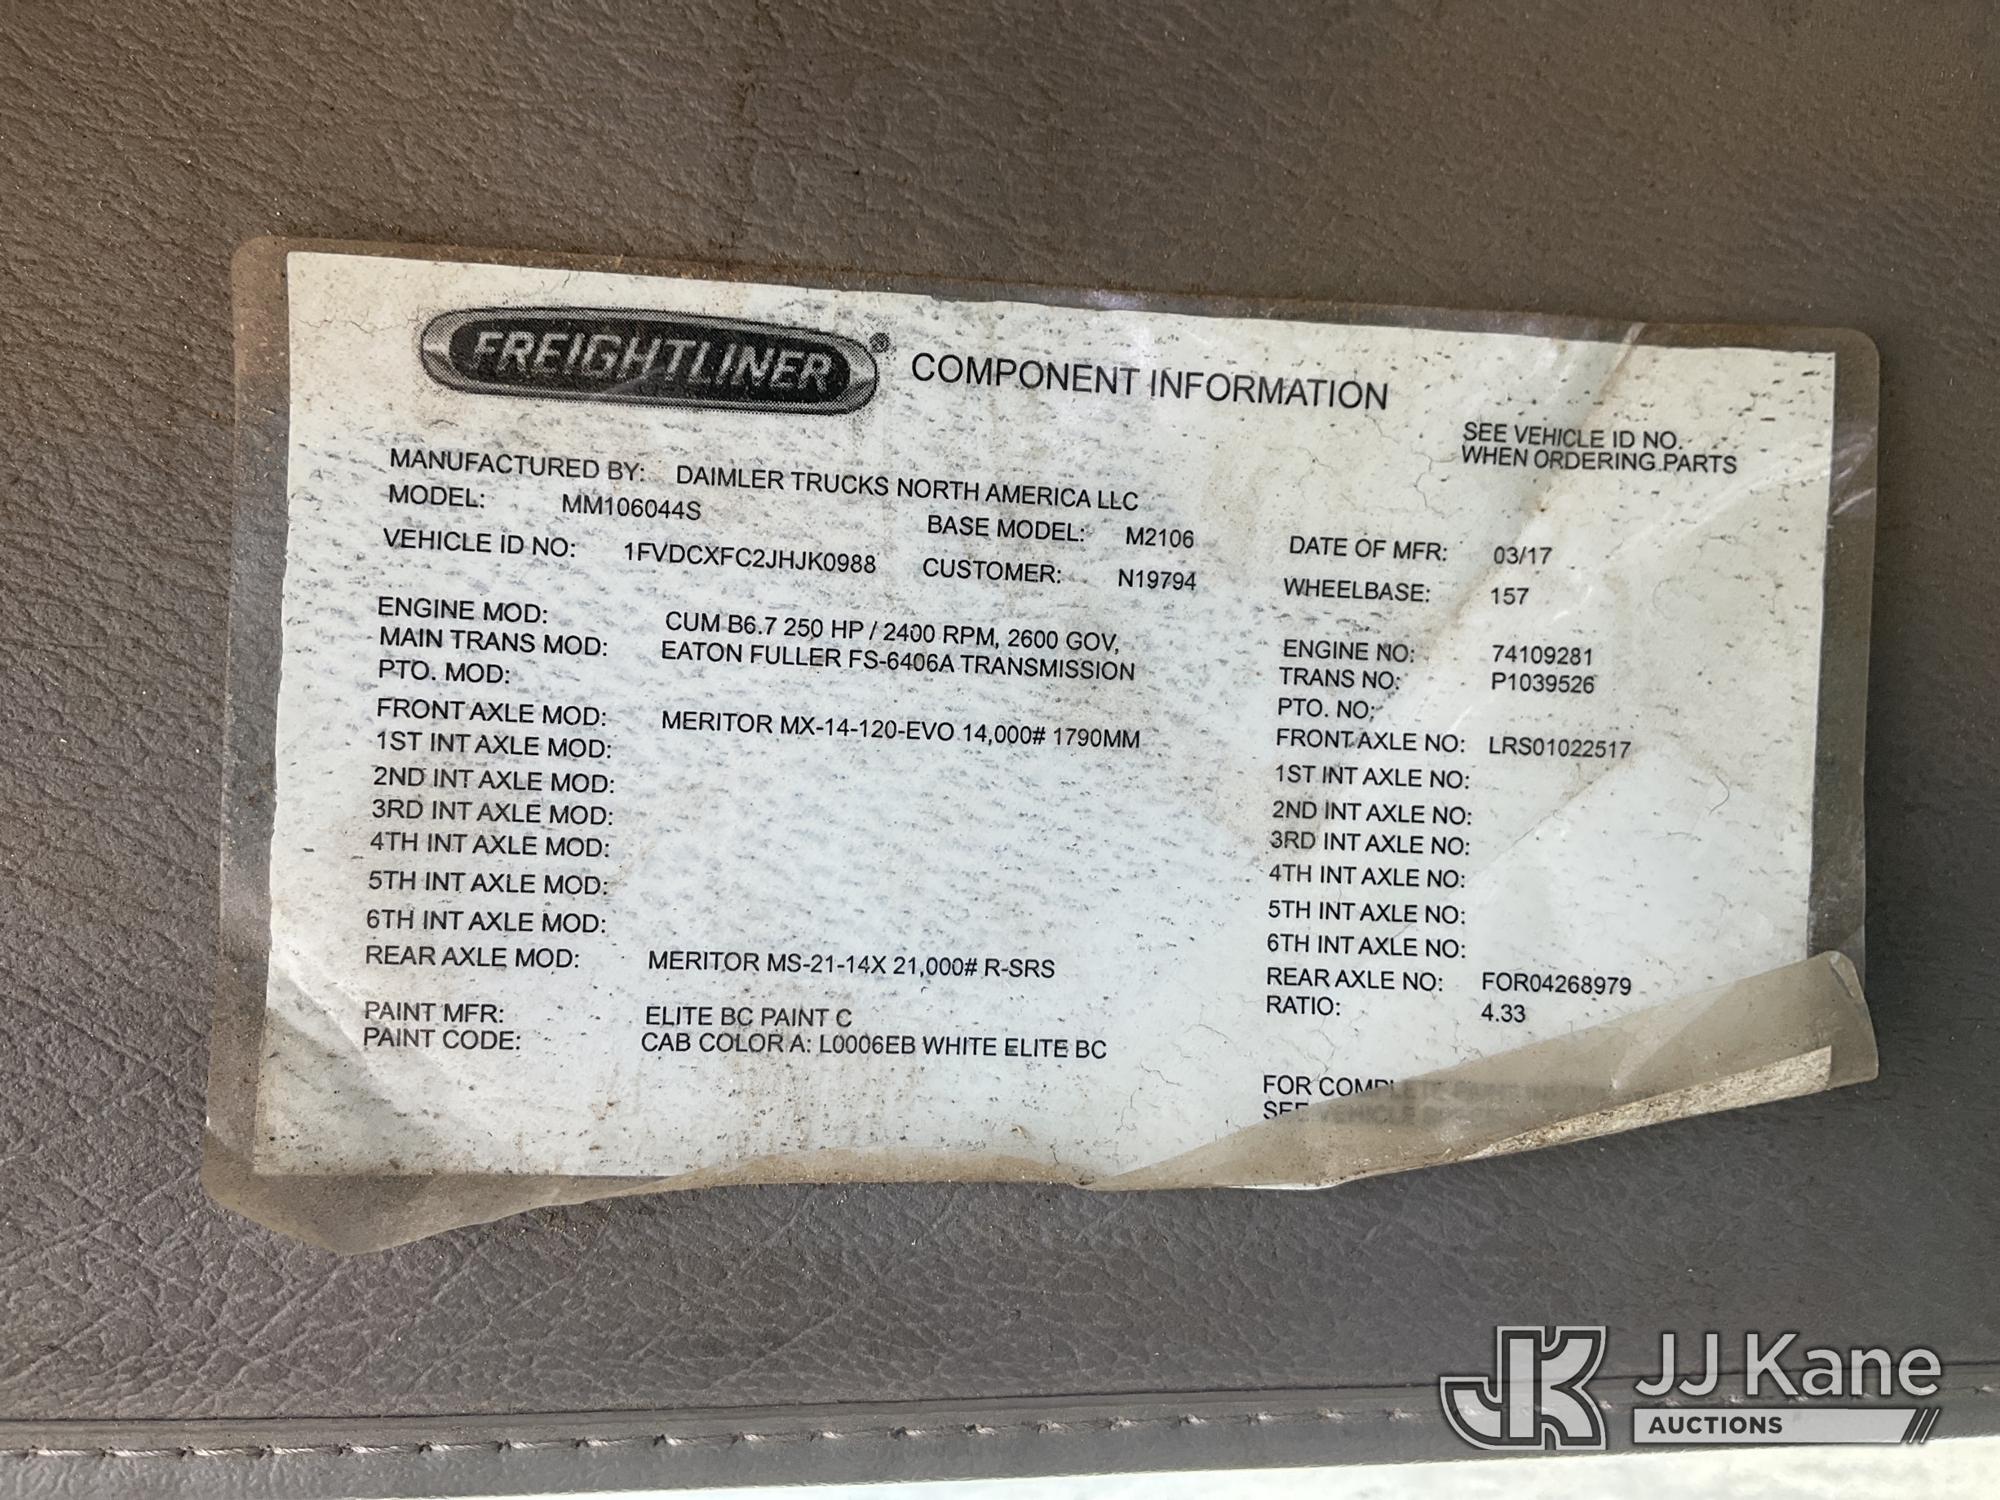 FREIGHTLINER® COMPONENT INFORMATION
SEE VEHICLE ID NO.
WHEN ORDERING PARTS
MANUFACTURED BY: DAIMLER TRUCKS NORTH AMERICA LLC
MODEL: MM106044S BASE MODEL: M2106 DATE OF MFR: 03/17
VEHICLE ID NO: 1FVDCXFC2JHJK0988 CUSTOMER: N19794 WHEELBASE: 157
ENGINE MOD: CUM B6.7 250 HP / 2400 RPM, 2600 GOV, ENGINE NO: 74109281
MAIN TRANS MOD: EATON FULLER FS-6406A TRANSMISSION TRANS NO: P1039526
PTO. MOD: PTO. NO:
FRONT AXLE MOD: MERITOR MX-14-120-EVO 14,000# 1790MM FRONT AXLE NO: LRS01022517
1ST INT AXLE MOD: 1ST INT AXLE NO:
2ND INT AXLE MOD: 2ND INT AXLE NO:
3RD INT AXLE MOD: 3RD INT AXLE NO:
4TH INT AXLE MOD: 4TH INT AXLE NO:
5TH INT AXLE MOD: 5TH INT AXLE NO:
6TH INT AXLE MOD: 6TH INT AXLE NO:
REAR AXLE MOD: MERITOR MS-21-14X 21,000# R-SRS REAR AXLE NO: FOR04268979
RATIO: 4.33
PAINT MFR: ELITE BC PAINT C
PAINT CODE: CAB COLOR A: L0006EB WHITE ELITE BC
FOR COMPLETE
SEE VEHICLE
JK JJ Kane
AUCTIONS